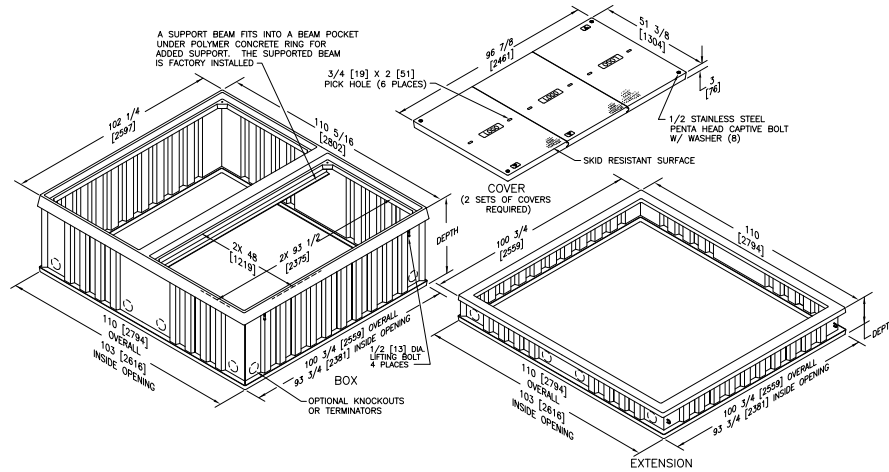 A SUPPORT BEAM FITS INTO A BEAM POCKET
UNDER POLYMER CONCRETE RING FOR
ADDED SUPPORT. THE SUPPORTED BEAM
IS FACTORY INSTALLED
102 1/4
[2597]
110 5/16
[2802]
2X 48
[1219]
2X 93 1/2
[2375]
DEPTH
110 [2794]
OVERALL
103 [2616]
INSIDE OPENING
100 3/4 [2559] OVERALL
93 3/4 [2381] INSIDE OPENING
1/2 [13] DIA.
LIFTING BOLT
4 PLACES
BOX
OPTIONAL KNOCKOUTS
OR TERMINATORS
96 7/8
[2461]
51 3/8
[1304]
3
[76]
3/4 [19] X 2 [51]
PICK HOLE (6 PLACES)
1/2 STAINLESS STEEL
PENTA HEAD CAPTIVE BOLT
W/ WASHER (8)
SKID RESISTANT SURFACE
COVER
(2 SETS OF COVERS
REQUIRED)
100 3/4
[2559]
110
[2794]
DEPTH
110 [2794]
OVERALL
103 [2616]
INSIDE OPENING
100 3/4 [2559] OVERALL
93 3/4 [2381] INSIDE OPENING
EXTENSION